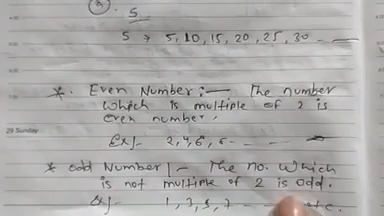 5
5 → 5, 10, 15, 20, 25, 30 - -
*. Even Number :- The number
which is multiple of 2 is
even number.
Ex/- 2, 4, 6, - - -
29 Sunday
* odd Number |- The no. which
is not multiple of 2 is odd.
Ex/- 1, 3, 5, 7 - - etc.